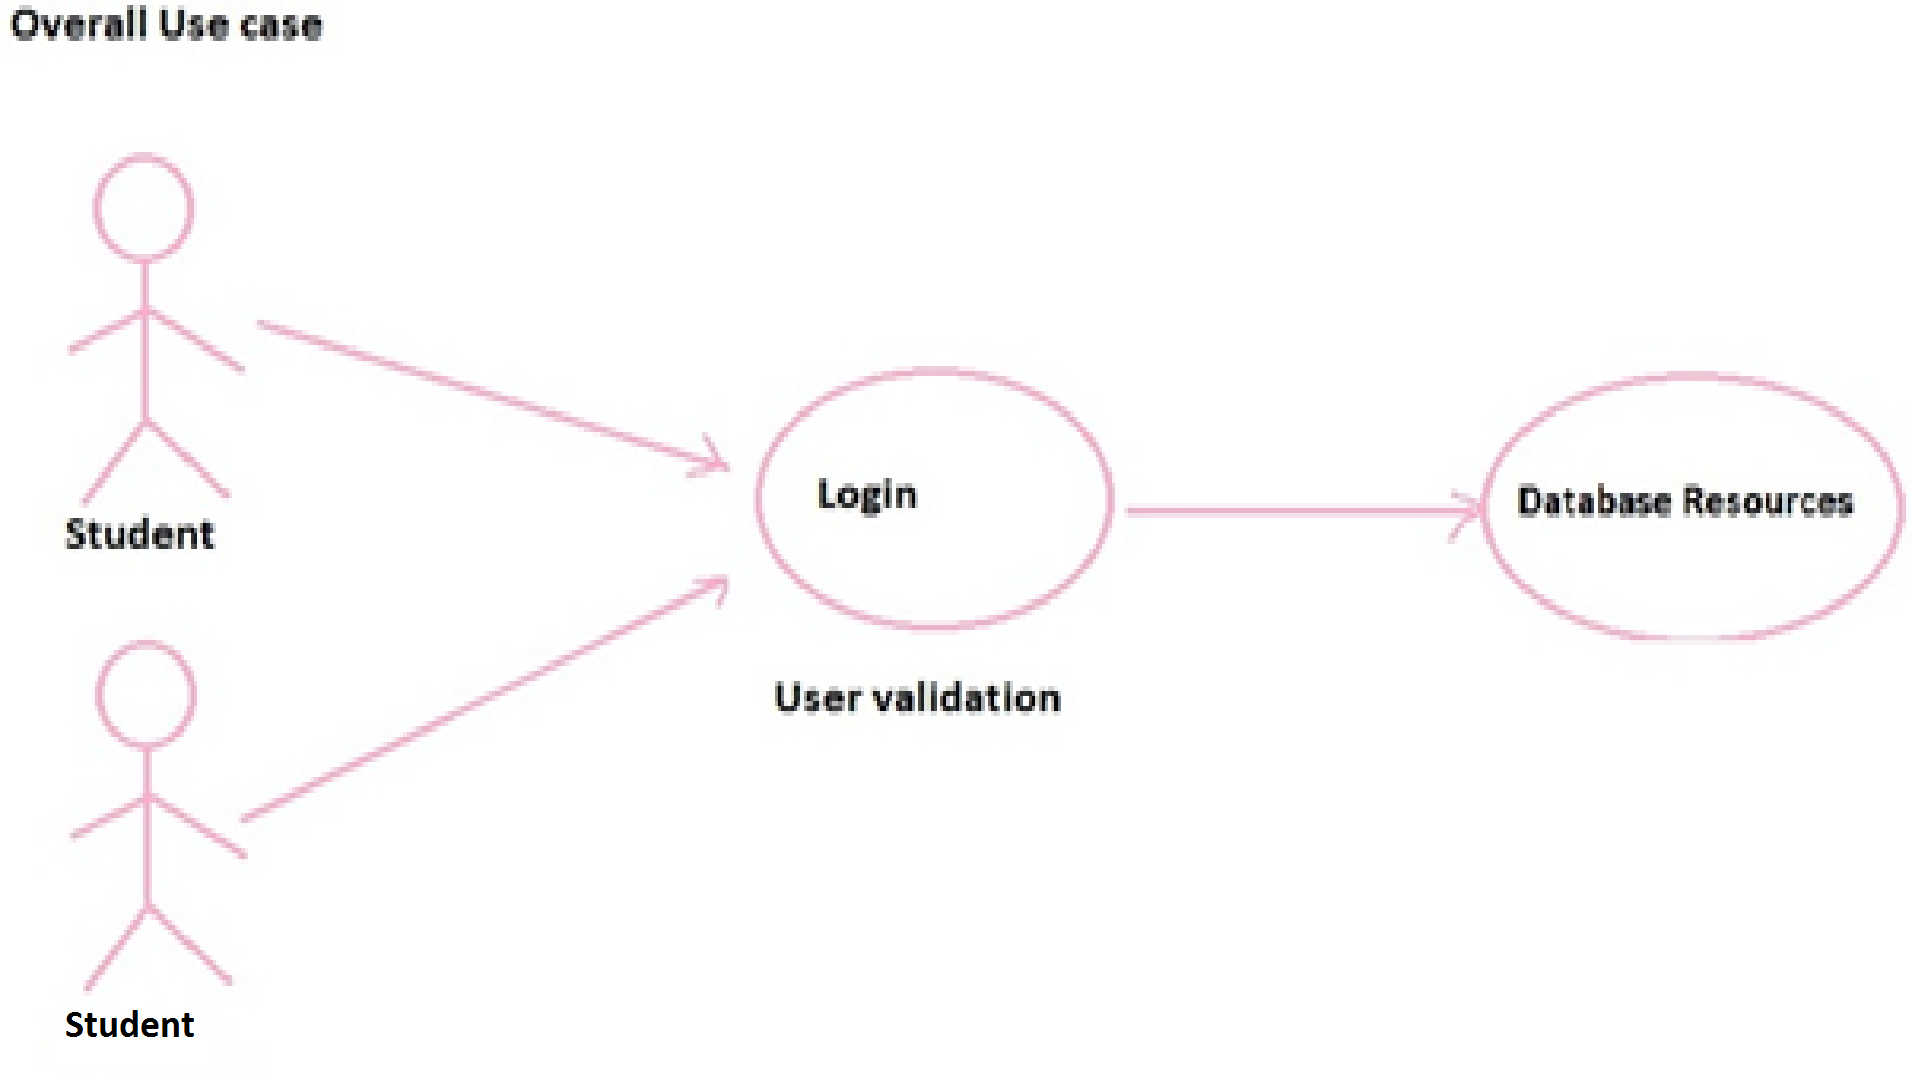 Overall Use case
Student
Login
Database Resources
User validation
Student